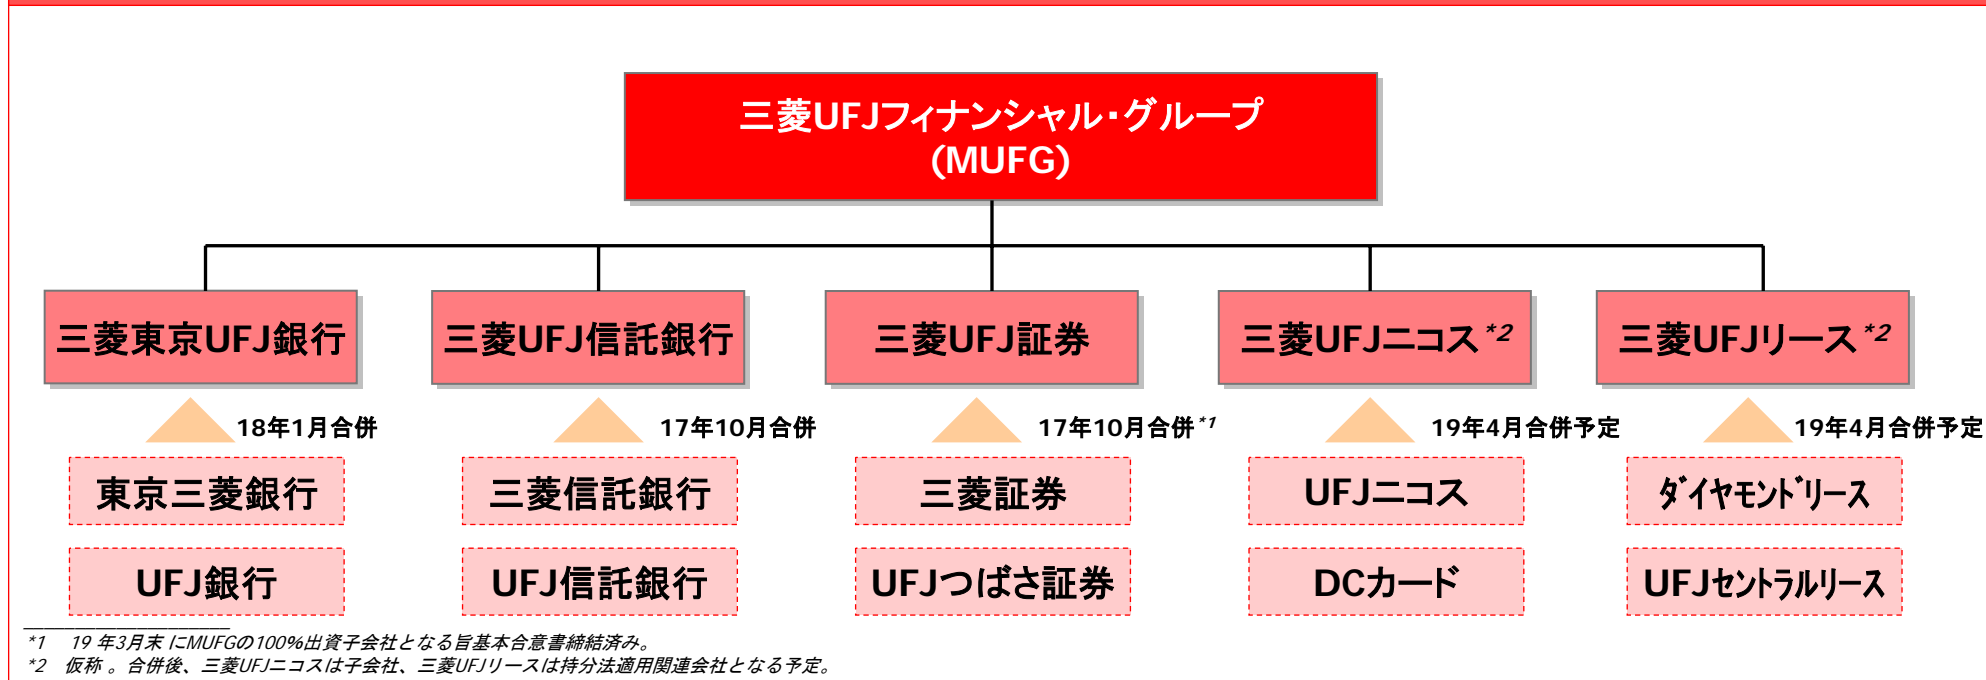 三菱UFJフィナンシャル・グループ
(MUFG)
三菱東京UFJ銀行
三菱UFJ信託銀行
三菱UFJ証券
三菱UFJニコス*2
三菱UFJリース*2
18年1月合併
17年10月合併
17年10月合併*1
19年4月合併予定
19年4月合併予定
東京三菱銀行
三菱信託銀行
三菱証券
UFJニコス
ダイヤモンドリース
UFJ銀行
UFJ信託銀行
UFJつばさ証券
DCカード
UFJセントラルリース
*1 19年3月末にMUFGの100%出資子会社となる旨基本合意書締結済み。
*2 仮称。合併後、三菱UFJニコスは子会社、三菱UFJリースは持分法適用関連会社となる予定。